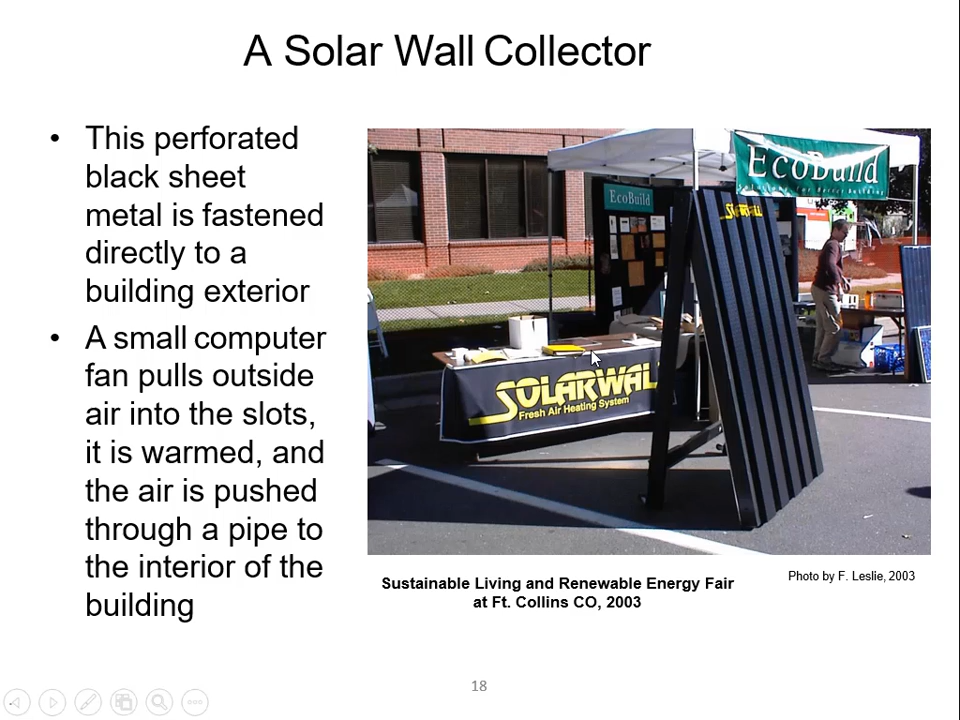 A Solar Wall Collector
• This perforated
black sheet
metal is fastened
directly to a
building exterior
• A small computer
fan pulls outside
air into the slots,
it is warmed, and
the air is pushed
through a pipe to
the interior of the
building
EcoBuild
EcoBuild
SOLARWALL
SOLARWAL
Fresh Air Heating System
Sustainable Living and Renewable Energy Fair
at Ft. Collins CO, 2003
Photo by F. Leslie, 2003
18